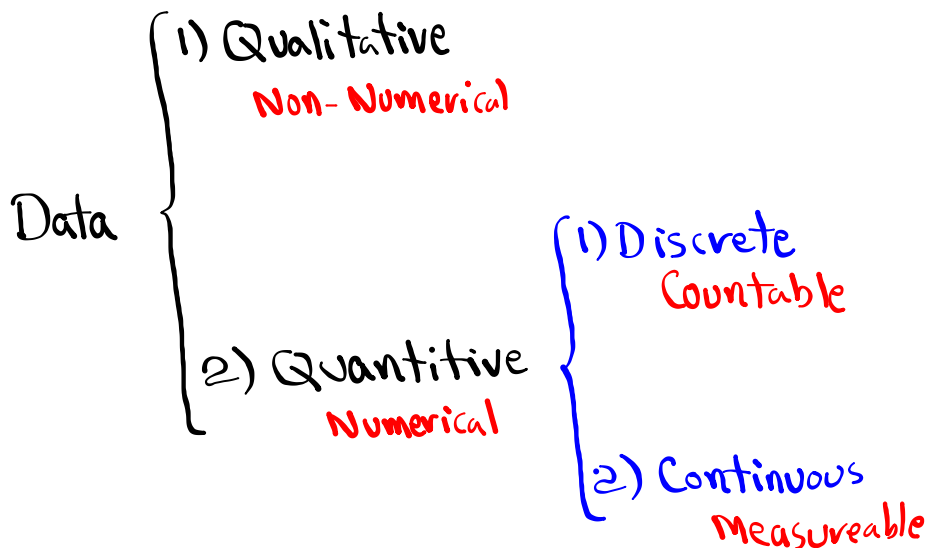 1) Qualitative
Non-Numerical
Data
1) Discrete
Countable
2) Quantitive
Numerical
2) Continuous
Measureable